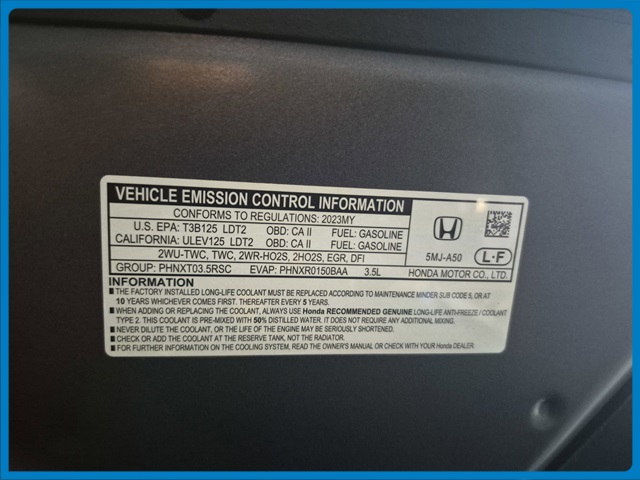 VEHICLE EMISSION CONTROL INFORMATION
CONFORMS TO REGULATIONS: 2023MY
U.S. EPA: T3B125 LDT2 OBD: CA II FUEL: GASOLINE
CALIFORNIA: ULEV125 LDT2 OBD: CA II FUEL: GASOLINE
2WU-TWC, TWC, 2WR-HO2S, 2HO2S, EGR, DFI
GROUP: PHNXT03.5RSC EVAP: PHNXR0150BAA 3.5L
5MJ-A50 L-F
HONDA MOTOR CO., LTD.
INFORMATION
■ THE FACTORY INSTALLED LONG-LIFE COOLANT MUST BE REPLACED ACCORDING TO MAINTENANCE MINDER SUB CODE 5, OR AT
10 YEARS WHICHEVER COMES FIRST. THEREAFTER EVERY 5 YEARS.
■ WHEN ADDING OR REPLACING THE COOLANT, ALWAYS USE Honda RECOMMENDED GENUINE LONG-LIFE ANTI-FREEZE / COOLANT
TYPE 2. THIS COOLANT IS PRE-MIXED WITH 50% DISTILLED WATER AND DOES NOT REQUIRE ANY ADDITIONAL MIXING.
■ NEVER DILUTE THE COOLANT, OR THE LIFE OF THE ENGINE MAY BE SERIOUSLY SHORTENED.
■ CHECK OR ADD THE COOLANT AT THE RESERVE TANK, NOT THE RADIATOR.
■ FOR FURTHER INFORMATION ON THE COOLING SYSTEM, READ THE OWNER'S MANUAL OR CHECK WITH YOUR Honda DEALER.